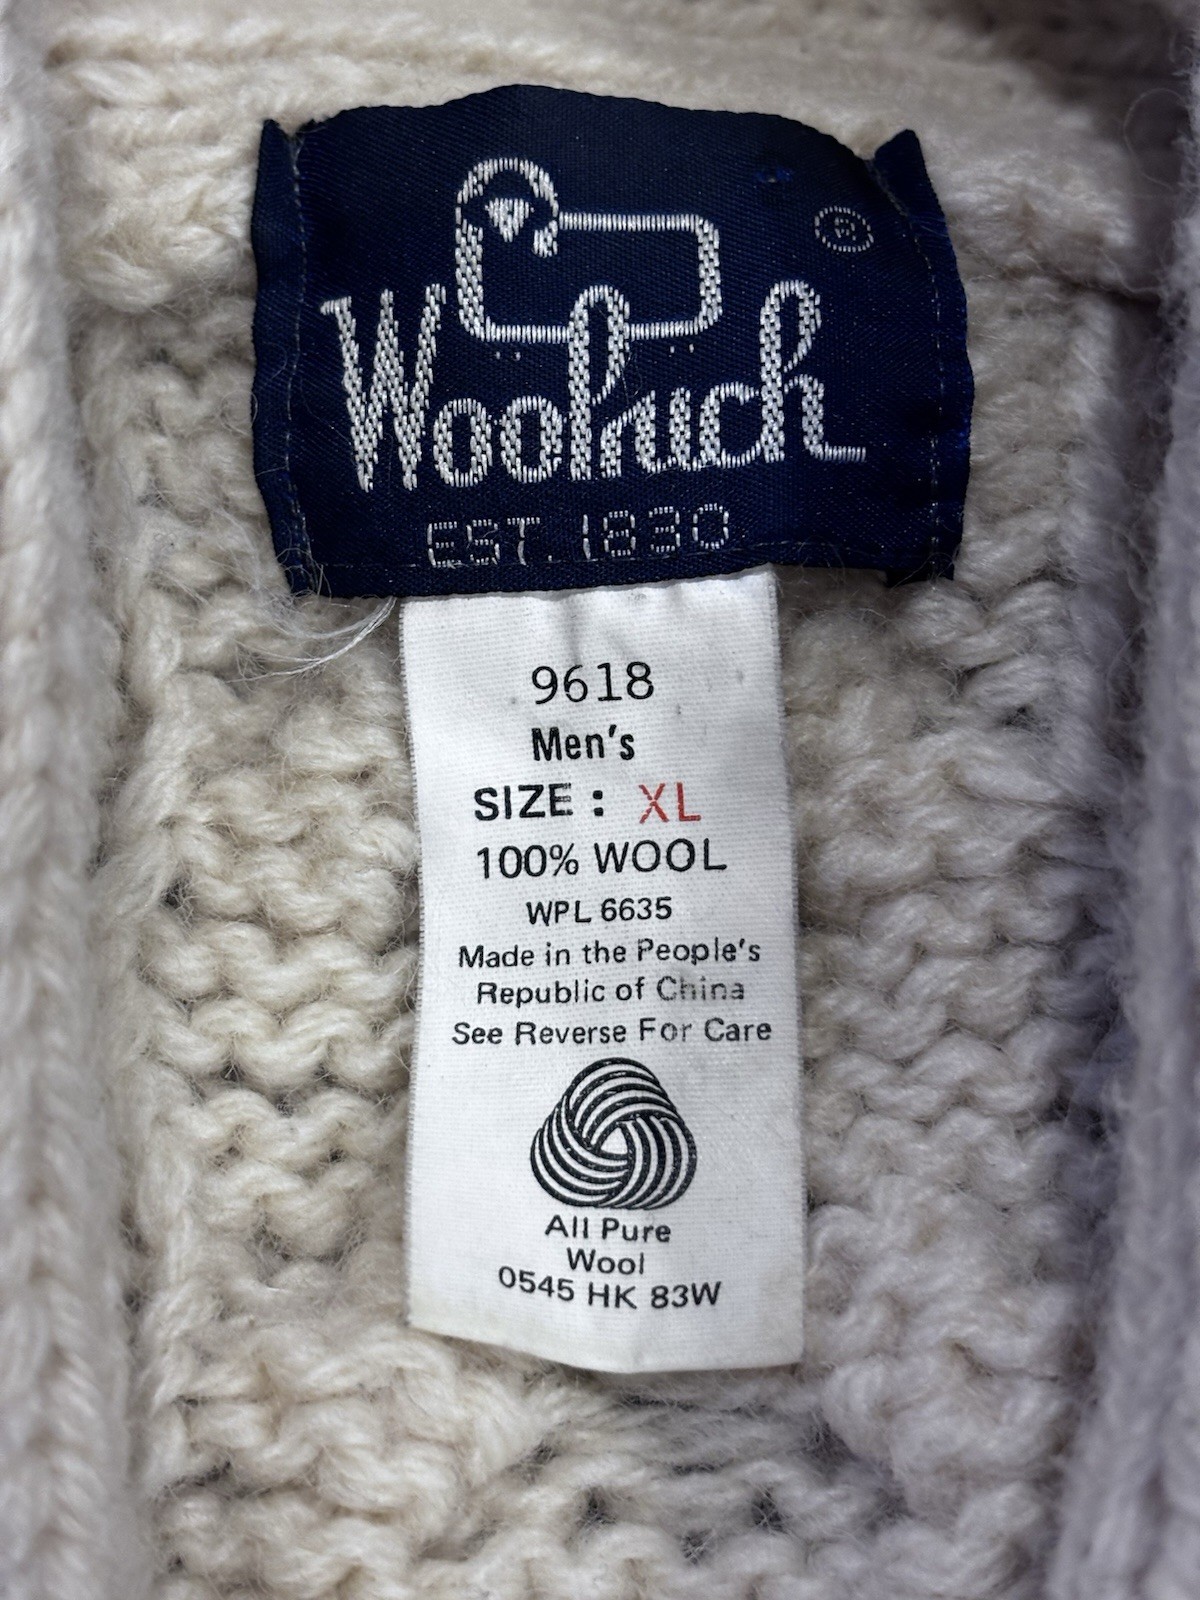 Woolrich
®
EST. 1830
9618
Men's
SIZE: XL
100% WOOL
WPL 6635
Made in the People's
Republic of China
See Reverse For Care
All Pure
Wool
0545 HK 83W